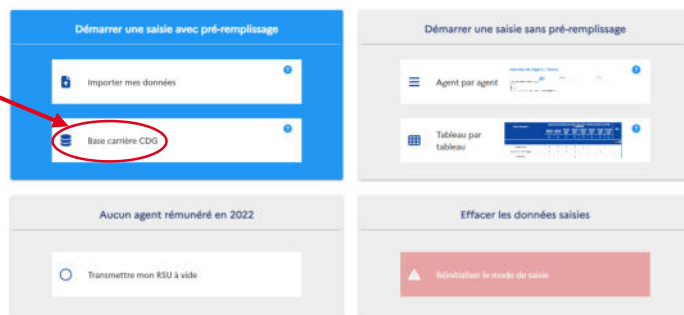 Démarrer une saisie avec pré-remplissage
Importer mes données
?
Base carrière CDG
?
Démarrer une saisie sans pré-remplissage
Agent par agent
?
Tableau par
tableau
?
Aucun agent rémunéré en 2022
Transmettre mon RSU à vide
Effacer les données saisies
Réinitialiser le mode de saisie